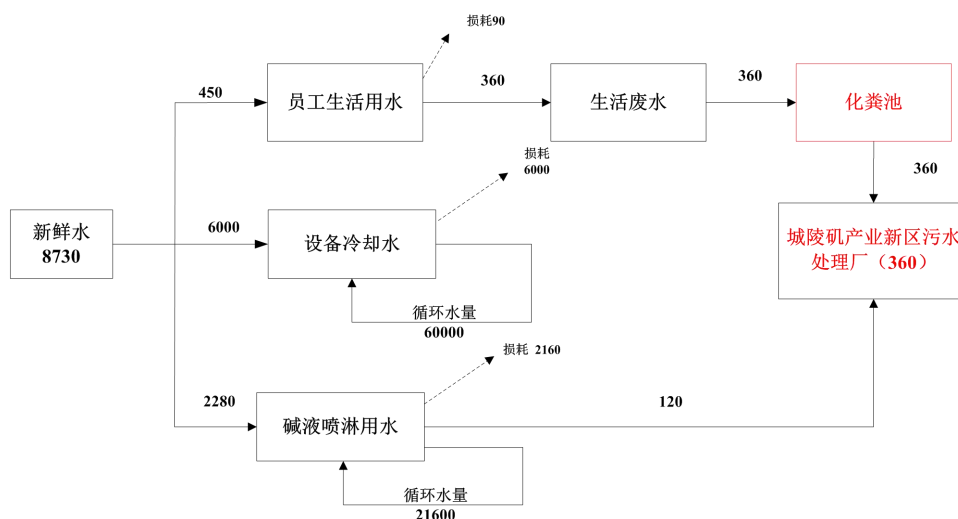 损耗90
450
员工生活用水
360
生活废水
360
化粪池
损耗
6000
360
新鲜水
8730
6000
设备冷却水
城陵矶产业新区污水
处理厂（360）
循环水量
60000
损耗 2160
2280
碱液喷淋用水
120
循环水量
21600